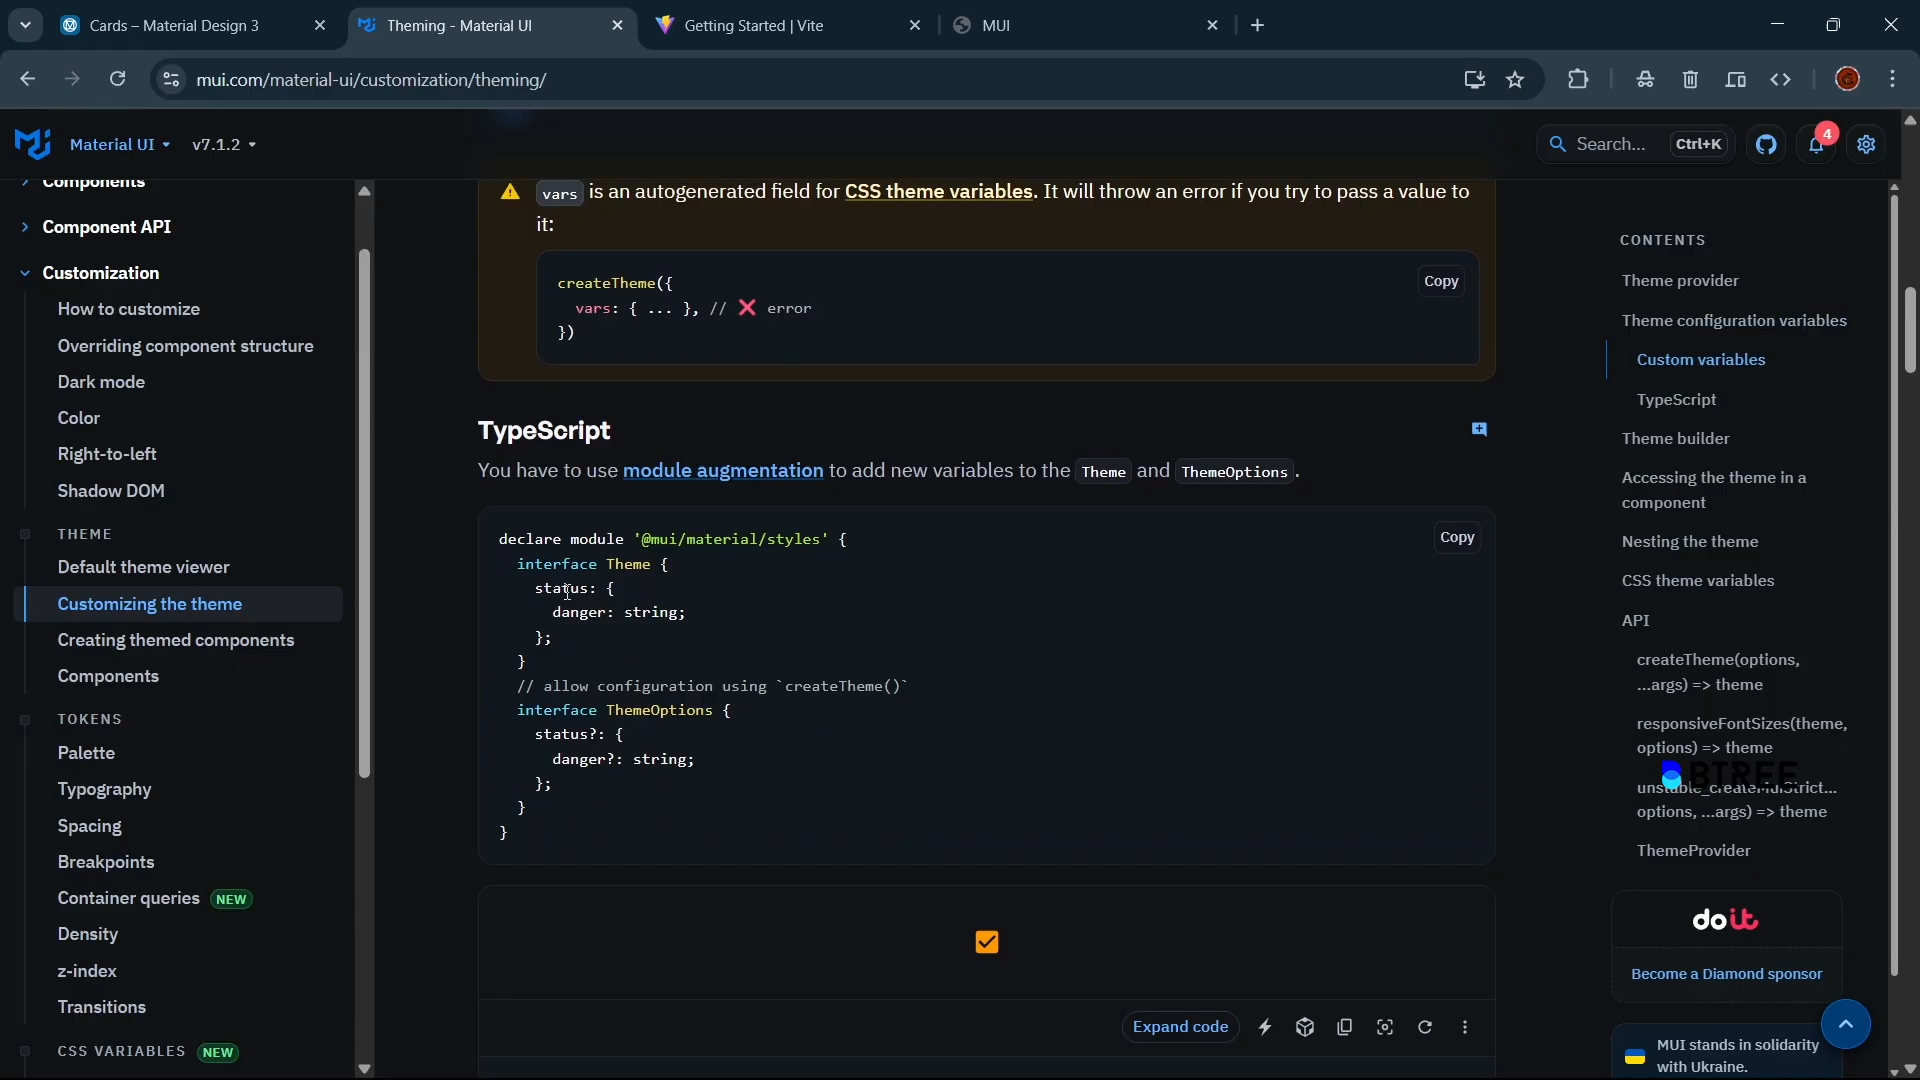 Cards – Material Design 3
Theming - Material UI
Getting Started | Vite
MUI
mui.com/material-ui/customization/theming/
Material UI
v7.1.2
Search...
Ctrl+K
4
Components
Component API
Customization
How to customize
Overriding component structure
Dark mode
Color
Right-to-left
Shadow DOM
THEME
Default theme viewer
Customizing the theme
Creating themed components
Components
TOKENS
Palette
Typography
Spacing
Breakpoints
Container queries NEW
Density
z-index
Transitions
CSS VARIABLES NEW
vars is an autogenerated field for CSS theme variables. It will throw an error if you try to pass a value to
it:
createTheme({
vars: { ... }, // ❌ error
})
Copy
TypeScript
You have to use module augmentation to add new variables to the Theme and ThemeOptions.
declare module '@mui/material/styles' {
interface Theme {
status: {
danger: string;
};
}
// allow configuration using `createTheme()`
interface ThemeOptions {
status?: {
danger?: string;
};
}
}
Copy
Expand code
CONTENTS
Theme provider
Theme configuration variables
Custom variables
TypeScript
Theme builder
Accessing the theme in a
component
Nesting the theme
CSS theme variables
API
createTheme(options,
...args) => theme
responsiveFontSizes(theme,
options) => theme
BTREE
options, ...args) => theme
ThemeProvider
doit
Become a Diamond sponsor
MUI stands in solidarity
with Ukraine.